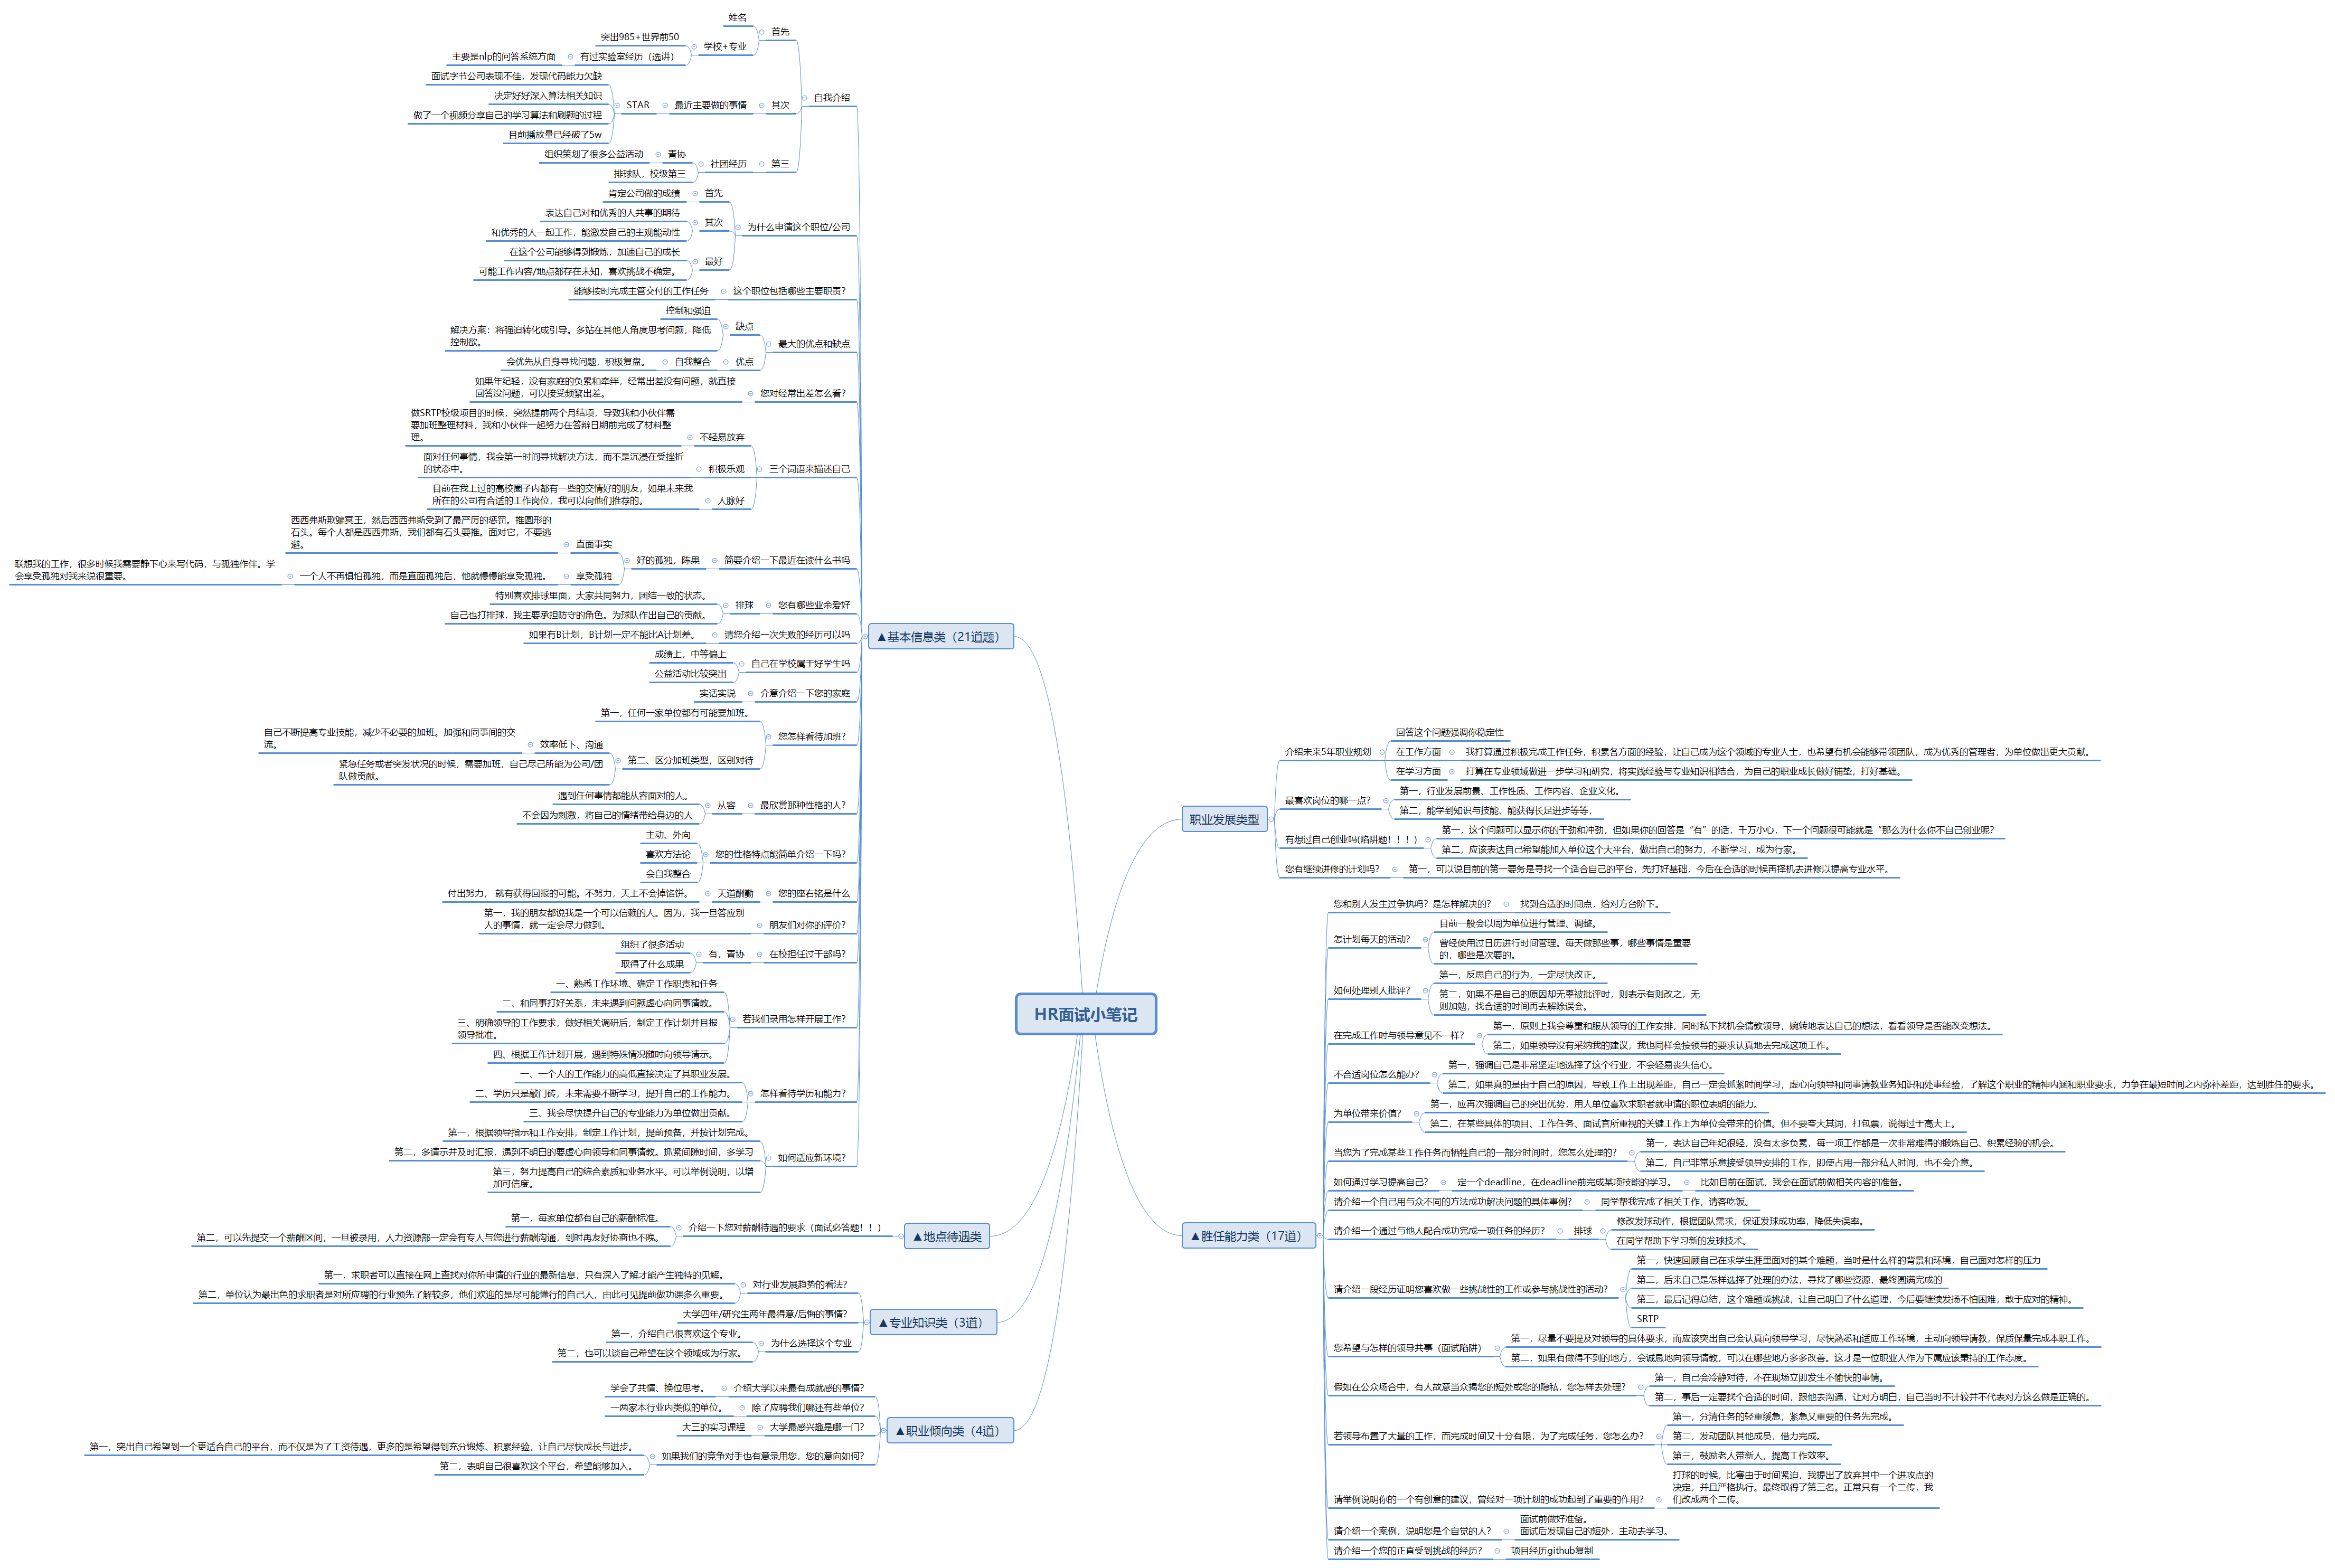 HR面试小笔记
▲基本信息类（21道题）
自我介绍
首先
姓名
学校+专业
突出985+世界前50
有过实验室经历（选讲）
主要是nlp的问答系统方面
其次
最近主要做的事情
STAR
面试字节公司表现不佳，发现代码能力欠缺
决定好好深入算法相关知识
做了一个视频分享自己的学习算法和刷题的过程
目前播放量已经破了5w
第三
社团经历
青协
组织策划了很多公益活动
排球队，校级第三
为什么申请这个职位/公司
首先
肯定公司做的成绩
其次
表达自己对和优秀的人共事的期待
和优秀的人一起工作，能激发自己的主观能动性
最好
在这个公司能够得到锻炼，加速自己的成长
可能工作内容/地点都存在未知，喜欢挑战不确定。
这个职位包括哪些主要职责？
能够按时完成主管交付的工作任务
最大的优点和缺点
缺点
控制和强迫
解决方案：将强迫转化成引导。多站在其他人角度思考问题，降低
控制欲。
优点
自我整合
会优先从自身寻找问题，积极复盘。
您对经常出差怎么看？
如果年纪轻，没有家庭的负累和牵绊，经常出差没有问题，就直接
回答没问题，可以接受频繁出差。
三个词语来描述自己
不轻易放弃
做SRTP校级项目的时候，突然提前两个月结项，导致我和小伙伴需
要加班整理材料，我和小伙伴一起努力在答辩日期前完成了材料整
理。
积极乐观
面对任何事情，我会第一时间寻找解决方法，而不是沉浸在受挫折
的状态中。
人脉好
目前在我上过的高校圈子内都有一些的交情好的朋友，如果未来我
所在的公司有合适的工作岗位，我可以向他们推荐的。
简要介绍一下最近在读什么书吗
好的孤独，陈果
直面事实
西西弗斯欺骗冥王，然后西西弗斯受到了最严厉的惩罚。推圆形的
石头。每个人都是西西弗斯，我们都有石头要推。面对它，不要逃
避。
享受孤独
一个人不再惧怕孤独，而是直面孤独后，他就慢慢能享受孤独。
联想我的工作，很多时候我需要静下心来写代码，与孤独作伴。学
会享受孤独对我来说很重要。
您有哪些业余爱好
排球
特别喜欢排球里面，大家共同努力，团结一致的状态。
自己也打排球，我主要承担防守的角色。为球队作出自己的贡献。
请您介绍一次失败的经历可以吗
如果有B计划，B计划一定不能比A计划差。
自己在学校属于好学生吗
成绩上，中等偏上
公益活动比较突出
介意介绍一下您的家庭
实话实说
您怎样看待加班？
第一，任何一家单位都有可能要加班。
第二、区分加班类型，区别对待
效率低下、沟通
自己不断提高专业技能，减少不必要的加班。加强和同事间的交
流。
紧急任务或者突发状况的时候，需要加班，自己尽己所能为公司/团
队做贡献。
最欣赏那种性格的人？
从容
遇到任何事情都能从容面对的人。
不会因为刺激，将自己的情绪带给身边的人
您的性格特点能简单介绍一下吗？
主动、外向
喜欢方法论
会自我整合
您的座右铭是什么
天道酬勤
付出努力，就有获得回报的可能。不努力，天上不会掉馅饼。
朋友们对你的评价？
第一，我的朋友都说我是一个可以信赖的人。因为，我一旦答应别
人的事情，就一定会尽力做到。
在校担任过干部吗？
有，青协
组织了很多活动
取得了什么成果
若我们录用怎样开展工作？
一、熟悉工作环境、确定工作职责和任务
二、和同事打好关系，未来遇到问题虚心向同事请教。
三、明确领导的工作要求，做好相关调研后，制定工作计划并且报
领导批准。
四、根据工作计划开展，遇到特殊情况随时向领导请示。
怎样看待学历和能力？
一、一个人的工作能力的高低直接决定了其职业发展。
二、学历只是敲门砖，未来需要不断学习，提升自己的工作能力。
三、我会尽快提升自己的专业能力为单位做出贡献。
如何适应新环境？
第一，根据领导指示和工作安排，制定工作计划，提前预备，并按计划完成。
第二，多请示并及时汇报，遇到不明白的要虚心向领导和同事请教。抓紧间隙时间，多学习
第三，努力提高自己的综合素质和业务水平。可以举例说明，以增
加可信度。
▲地点待遇类
介绍一下您对薪酬待遇的要求（面试必答题！！）
第一，每家单位都有自己的薪酬标准。
第二，可以先提交一个薪酬区间，一旦被录用，人力资源部一定会有专人与您进行薪酬沟通，到时再友好协商也不晚。
▲专业知识类（3道）
对行业发展趋势的看法？
第一，求职者可以直接在网上查找对你所申请的行业的最新信息，只有深入了解才能产生独特的见解。
第二，单位认为最出色的求职者是对所应聘的行业预先了解较多，他们欢迎的是尽可能懂行的自己人，由此可见提前做功课多么重要。
大学四年/研究生两年最得意/后悔的事情？
为什么选择这个专业
第一，介绍自己很喜欢这个专业。
第二，也可以谈自己希望在这个领域成为行家。
▲职业倾向类（4道）
介绍大学以来最有成就感的事情？
学会了共情、换位思考。
除了应聘我们哪还有些单位？
一两家本行业内类似的单位。
大学最感兴趣是哪一门？
大三的实习课程
如果我们的竞争对手也有意录用您，您的意向如何？
第一，突出自己希望到一个更适合自己的平台，而不仅是为了工资待遇，更多的是希望得到充分锻炼、积累经验，让自己尽快成长与进步。
第二，表明自己很喜欢这个平台，希望能够加入。
职业发展类型
介绍未来5年职业规划
回答这个问题强调你稳定性
在工作方面
我打算通过积极完成工作任务，积累各方面的经验，让自己成为这个领域的专业人士，也希望有机会能够带领团队，成为优秀的管理者，为单位做出更大贡献。
在学习方面
打算在专业领域做进一步学习和研究，将实践经验与专业知识相结合，为自己的职业成长做好铺垫，打好基础。
最喜欢岗位的哪一点？
第一，行业发展前景、工作性质、工作内容、企业文化。
第二，能学到知识与技能、能获得长足进步等等，
有想过自己创业吗(陷阱题！！！)
第一，这个问题可以显示你的干劲和冲劲，但如果你的回答是“有”的话，千万小心，下一个问题很可能就是“那么为什么你不自己创业呢？
第二，应该表达自己希望能加入单位这个大平台，做出自己的努力，不断学习，成为行家。
您有继续进修的计划吗？
第一，可以说目前的第一要务是寻找一个适合自己的平台，先打好基础，今后在合适的时候再择机去进修以提高专业水平。
▲胜任能力类（17道）
您和别人发生过争执吗？是怎样解决的？
找到合适的时间点，给对方台阶下。
怎计划每天的活动？
目前一般会以周为单位进行管理、调整。
曾经使用过日历进行时间管理。每天做那些事，哪些事情是重要
的，哪些是次要的。
如何处理别人批评？
第一，反思自己的行为，一定尽快改正。
第二，如果不是自己的原因却无辜被批评时，则表示有则改之，无
则加勉，找合适的时间再去解除误会。
在完成工作时与领导意见不一样？
第一，原则上我会尊重和服从领导的工作安排，同时私下找机会请教领导，婉转地表达自己的想法，看看领导是否能改变想法。
第二，如果领导没有采纳我的建议，我也同样会按领导的要求认真地去完成这项工作。
不合适岗位怎么能办？
第一，强调自己是非常坚定地选择了这个行业，不会轻易丧失信心。
第二，如果真的是由于自己的原因，导致工作上出现差距，自己一定会抓紧时间学习，虚心向领导和同事请教业务知识和处事经验，了解这个职业的精神内涵和职业要求，力争在最短时间之内弥补差距，达到胜任的要求。
为单位带来价值？
第一，应再次强调自己的突出优势，用人单位喜欢求职者就申请的职位表明的能力。
第二，在某些具体的项目、工作任务、面试官所重视的关键工作上为单位会带来的价值。但不要夸大其词，打包票，说得过于高大上。
当您为了完成某些工作任务而牺牲自己的一部分时间时，您怎么处理的？
第一，表达自己年纪很轻，没有太多负累，每一项工作都是一次非常难得的锻炼自己、积累经验的机会。
第二，自己非常乐意接受领导安排的工作，即使占用一部分私人时间，也不会介意。
如何通过学习提高自己？
定一个deadline，在deadline前完成某项技能的学习。
比如目前在面试，我会在面试前做相关内容的准备。
请介绍一个自己用与众不同的方法成功解决问题的具体事例？
同学帮我完成了相关工作，请客吃饭。
请介绍一个通过与他人配合成功完成一项任务的经历？
排球
修改发球动作，根据团队需求，保证发球成功率，降低失误率。
在同学帮助下学习新的发球技术。
请介绍一段经历证明您喜欢做一些挑战性的工作或参与挑战性的活动？
第一，快速回顾自己在求学生涯里面对的某个难题，当时是什么样的背景和环境，自己面对怎样的压力
第二，后来自己是怎样选择了处理的办法，寻找了哪些资源，最终圆满完成的
第三，最后记得总结，这个难题或挑战，让自己明白了什么道理，今后要继续发扬不怕困难，敢于应对的精神。
SRTP
您希望与怎样的领导共事（面试陷阱）
第一，尽量不要提及对领导的具体要求，而应该突出自己会认真向领导学习，尽快熟悉和适应工作环境，主动向领导请教，保质保量完成本职工作。
第二，如果有做得不到的地方，会诚恳地向领导请教，可以在哪些地方多多改善。这才是一位职业人作为下属应该秉持的工作态度。
假如在公众场合中，有人故意当众揭您的短处或您的隐私，您怎样去处理？
第一，自己会冷静对待，不在现场立即发生不愉快的事情。
第二，事后一定要找个合适的时间，跟他去沟通，让对方明白，自己当时不计较并不代表对方这么做是正确的。
若领导布置了大量的工作，而完成时间又十分有限，为了完成任务，您怎么办？
第一，分清任务的轻重缓急，紧急又重要的任务先完成。
第二，发动团队其他成员，借力完成。
第三，鼓励老人带新人，提高工作效率。
请举例说明你的一个有创意的建议，曾经对一项计划的成功起到了重要的作用？
打球的时候，比赛由于时间紧迫，我提出了放弃其中一个进攻点的
决定，并且严格执行。最终取得了第三名。正常只有一个二传，我
们改成两个二传。
请介绍一个案例，说明您是个自觉的人？
面试前做好准备。
面试后发现自己的短处，主动去学习。
请介绍一个您的正直受到挑战的经历？
项目经历github复制